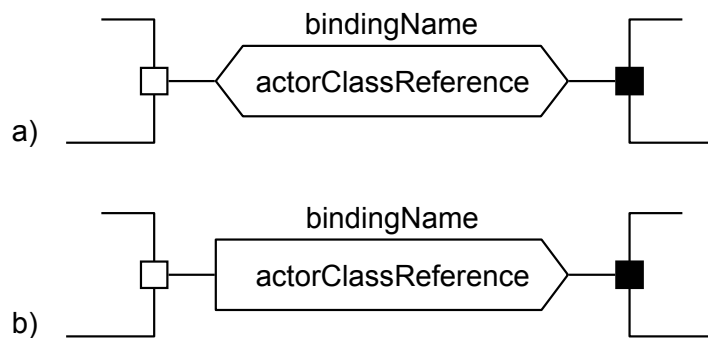 bindingName
actorClassReference
a)
bindingName
actorClassReference
b)